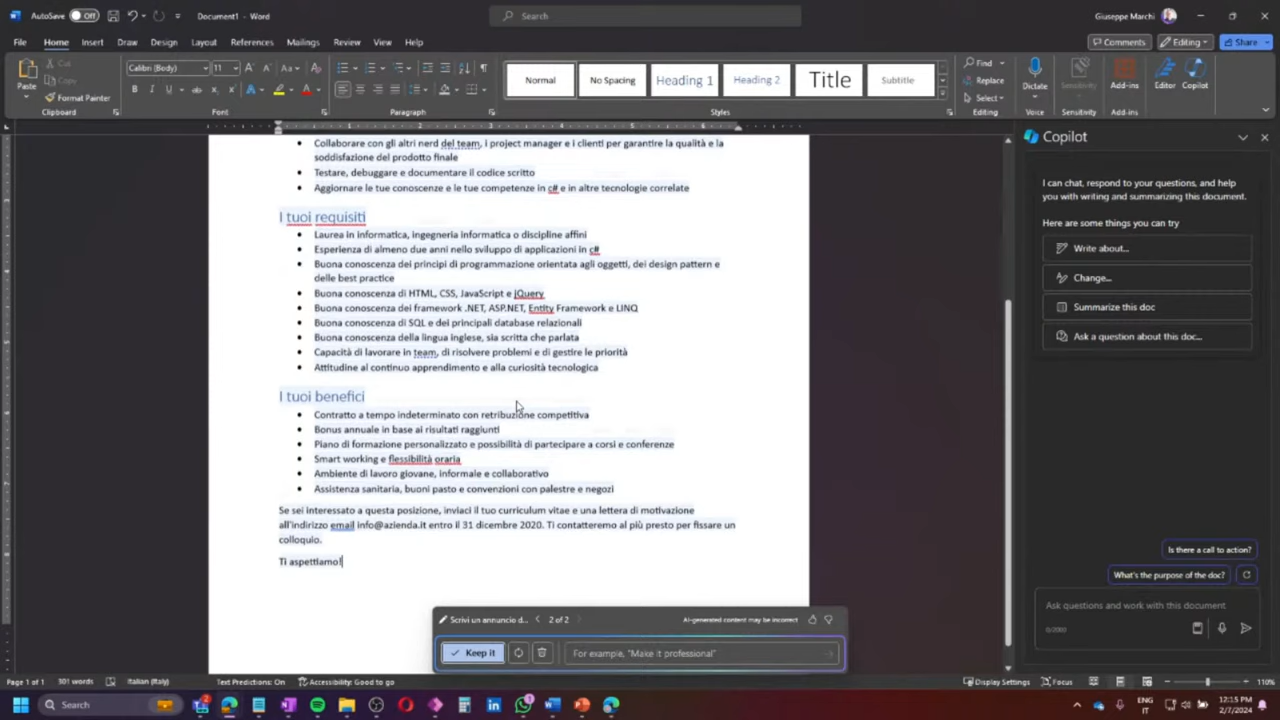 AutoSave Off Document1 - Word Search Giuseppe Marchi
File Home Insert Draw Design Layout References Mailings Review View Help Comments Editing Share
Paste Cut Copy Format Painter
Calibri (Body) 11
Normal No Spacing Heading 1 Heading 2 Title Subtitle
Find Replace Select
Dictate Sensitivity Add-ins Editor Copilot
Clipboard Font Paragraph Styles Editing Voice Sensitivity Add-ins
Collaborare con gli altri nerd del team, i project manager e i clienti per garantire la qualità e la
soddisfazione del prodotto finale
Testare, debuggare e documentare il codice scritto
Aggiornare le tue conoscenze e le tue competenze in c# e in altre tecnologie correlate
I tuoi requisiti
Laurea in informatica, ingegneria informatica o discipline affini
Esperienza di almeno due anni nello sviluppo di applicazioni in c#
Buona conoscenza dei principi di programmazione orientata agli oggetti, dei design pattern e
delle best practice
Buona conoscenza di HTML, CSS, JavaScript e jQuery
Buona conoscenza dei framework .NET, ASP.NET, Entity Framework e LINQ
Buona conoscenza di SQL e dei principali database relazionali
Buona conoscenza della lingua inglese, sia scritta che parlata
Capacità di lavorare in team, di risolvere problemi e di gestire le priorità
Attitudine al continuo apprendimento e alla curiosità tecnologica
I tuoi benefici
Contratto a tempo indeterminato con retribuzione competitiva
Bonus annuale in base ai risultati raggiunti
Piano di formazione personalizzato e possibilità di partecipare a corsi e conferenze
Smart working e flessibilità oraria
Ambiente di lavoro giovane, informale e collaborativo
Assistenza sanitaria, buoni pasto e convenzioni con palestre e negozi
Se sei interessato a questa posizione, inviaci il tuo curriculum vitae e una lettera di motivazione
all'indirizzo email info@azienda.it entro il 31 dicembre 2020. Ti contatteremo al più presto per fissare un
colloquio.
Ti aspettiamo!
Scrivi un annuncio d... 2 of 2 AI-generated content may be incorrect
Keep it For example, "Make it professional"
Copilot
I can chat, respond to your questions, and help
you with writing and summarizing this document.
Here are some things you can try
Write about...
Change...
Summarize this doc
Ask a question about this doc...
Is there a call to action?
What's the purpose of the doc?
Ask questions and work with this document
0/2000
Page 1 of 1 301 words Italian (Italy) Text Predictions: On Accessibility: Good to go Display Settings Focus 110%
Search ENG 12:15 PM
IT 2/7/2024